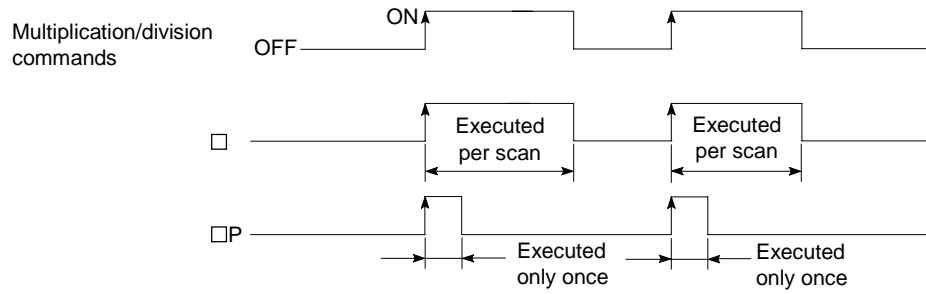 Multiplication/division
commands
ON
OFF
□
Executed
per scan
Executed
per scan
□P
Executed
only once
Executed
only once